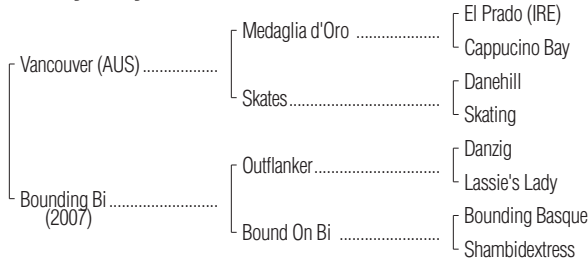 El Prado (IRE)
Medaglia d'Oro ..................
Cappucino Bay
Vancouver (AUS) ..................
Danehill
Skates ...........................
Skating
Danzig
Outflanker .......................
Lassie's Lady
Bounding Bi ..........................
(2007)
Bounding Basque
Bound On Bi ......................
Shambidextress